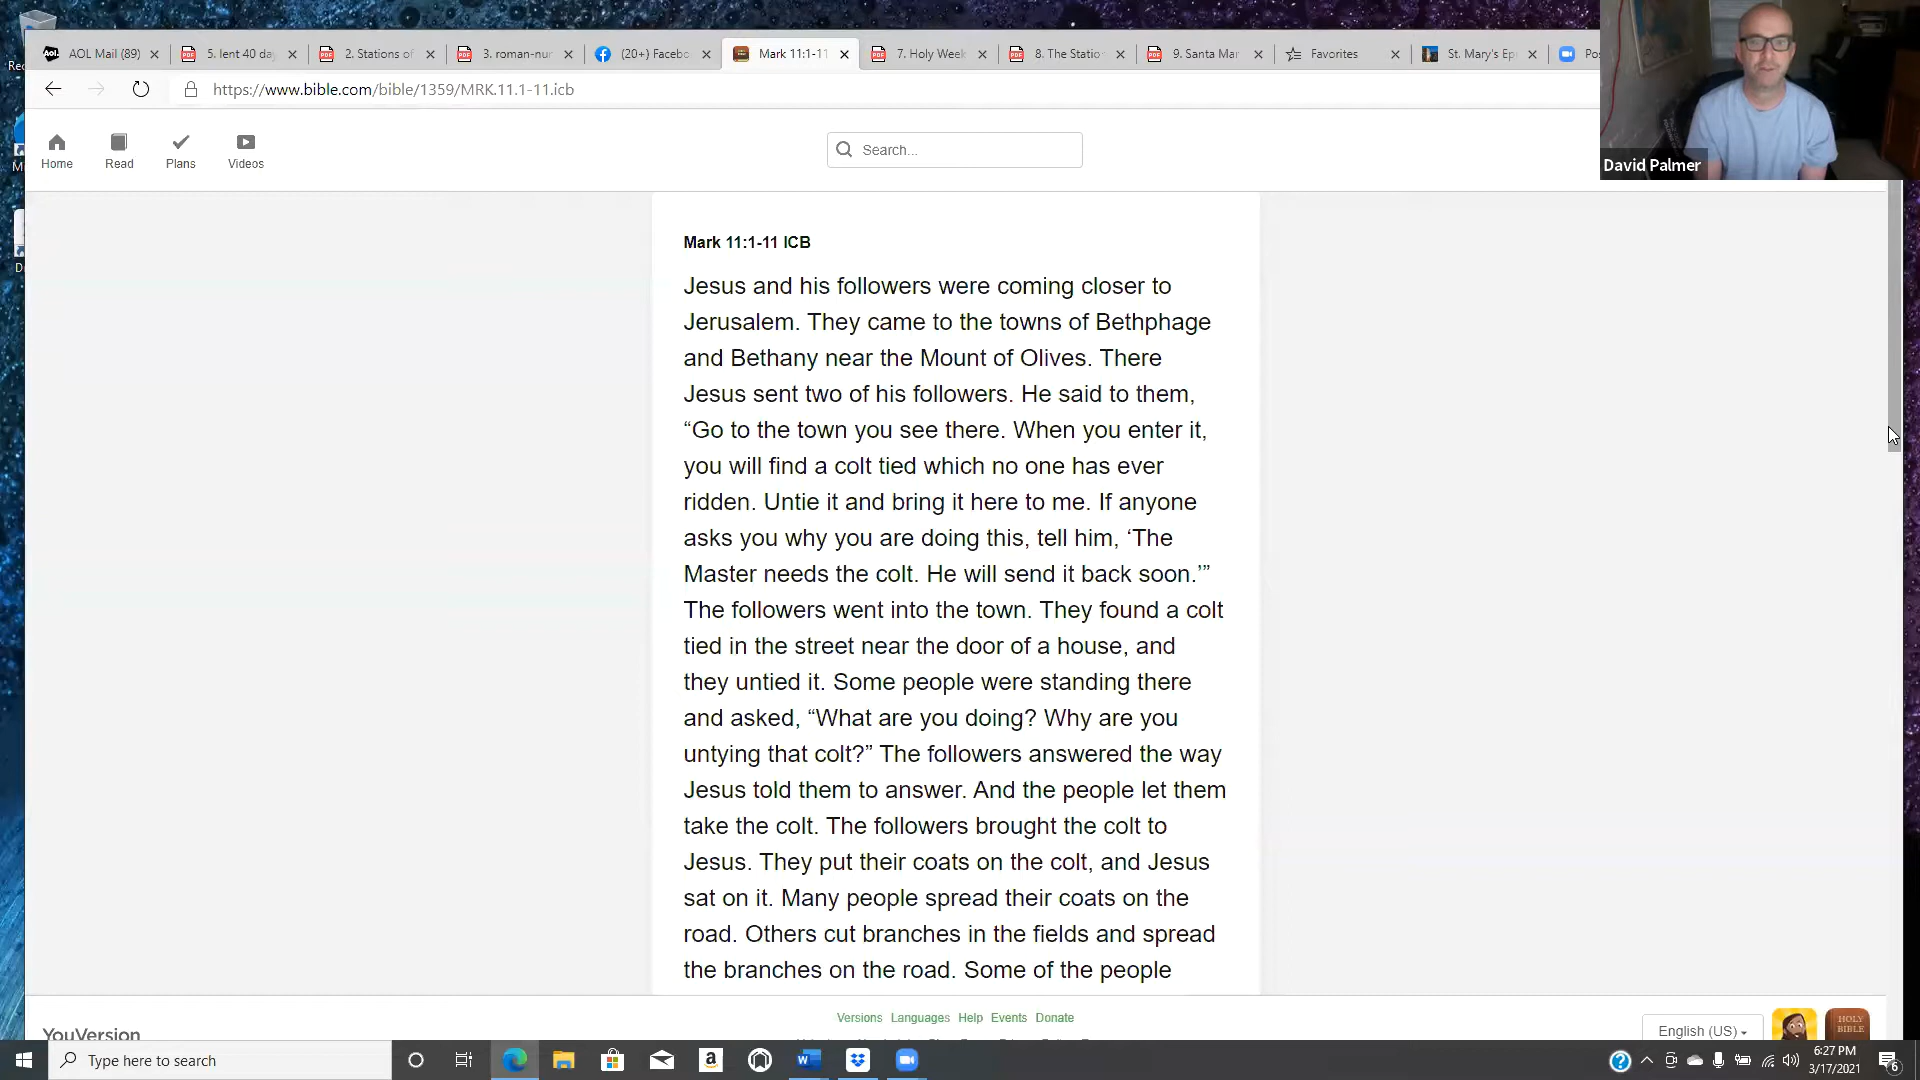 AOL Mail (89)
5. lent 40 day
2. Stations of
3. roman-nur
(20+) Facebo
Mark 11:1-11
7. Holy Week
8. The Statio
9. Santa Mar
Favorites
St. Mary's Ep
Pos
https://www.bible.com/bible/1359/MRK.11.1-11.icb
David Palmer
Home
Read
Plans
Videos
Search...
Mark 11:1-11 ICB
Jesus and his followers were coming closer to
Jerusalem. They came to the towns of Bethphage
and Bethany near the Mount of Olives. There
Jesus sent two of his followers. He said to them,
“Go to the town you see there. When you enter it,
you will find a colt tied which no one has ever
ridden. Untie it and bring it here to me. If anyone
asks you why you are doing this, tell him, ‘The
Master needs the colt. He will send it back soon.’”
The followers went into the town. They found a colt
tied in the street near the door of a house, and
they untied it. Some people were standing there
and asked, “What are you doing? Why are you
untying that colt?” The followers answered the way
Jesus told them to answer. And the people let them
take the colt. The followers brought the colt to
Jesus. They put their coats on the colt, and Jesus
sat on it. Many people spread their coats on the
road. Others cut branches in the fields and spread
the branches on the road. Some of the people
Versions Languages Help Events Donate
YouVersion
English (US)
HOLY
BIBLE
Type here to search
6:27 PM
3/17/2021
6